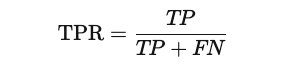 TPR = TP / (TP + FN)